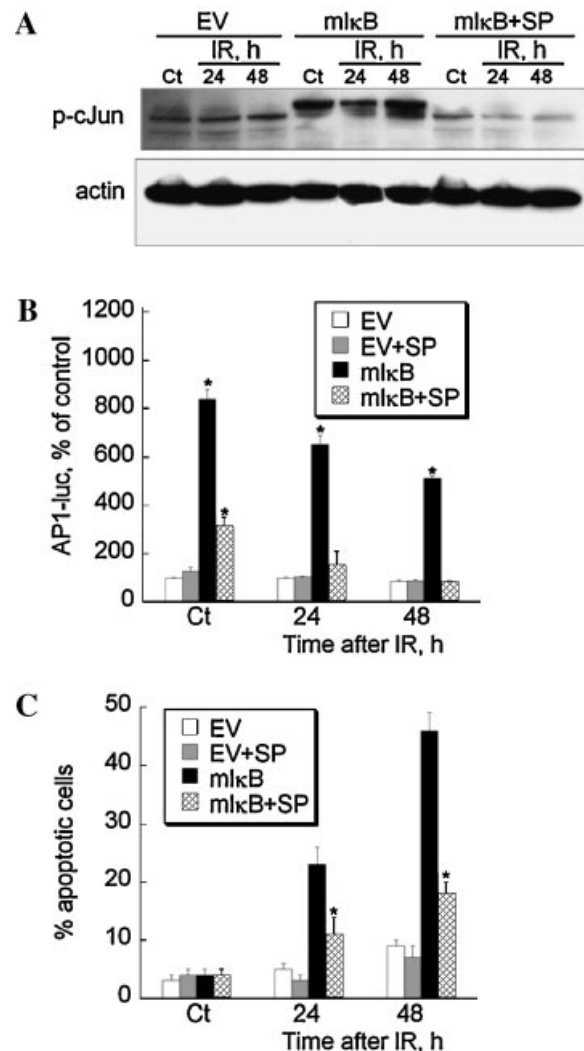 A
EV mIκB mIκB+SP
IR, h IR, h IR, h
Ct 24 48 Ct 24 48 Ct 24 48
p-cJun
actin
B
AP1-luc, % of control
1200
1000
800
600
400
200
0
EV
EV+SP
mIκB
mIκB+SP
* * * *
Ct 24 48
Time after IR, h
C
% apoptotic cells
50
40
30
20
10
0
EV
EV+SP
mIκB
mIκB+SP
* *
Ct 24 48
Time after IR, h